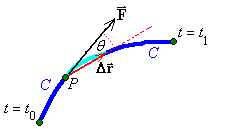 F⃗
t = t₁
θ
C
C
Δr⃗
P
t = t₀